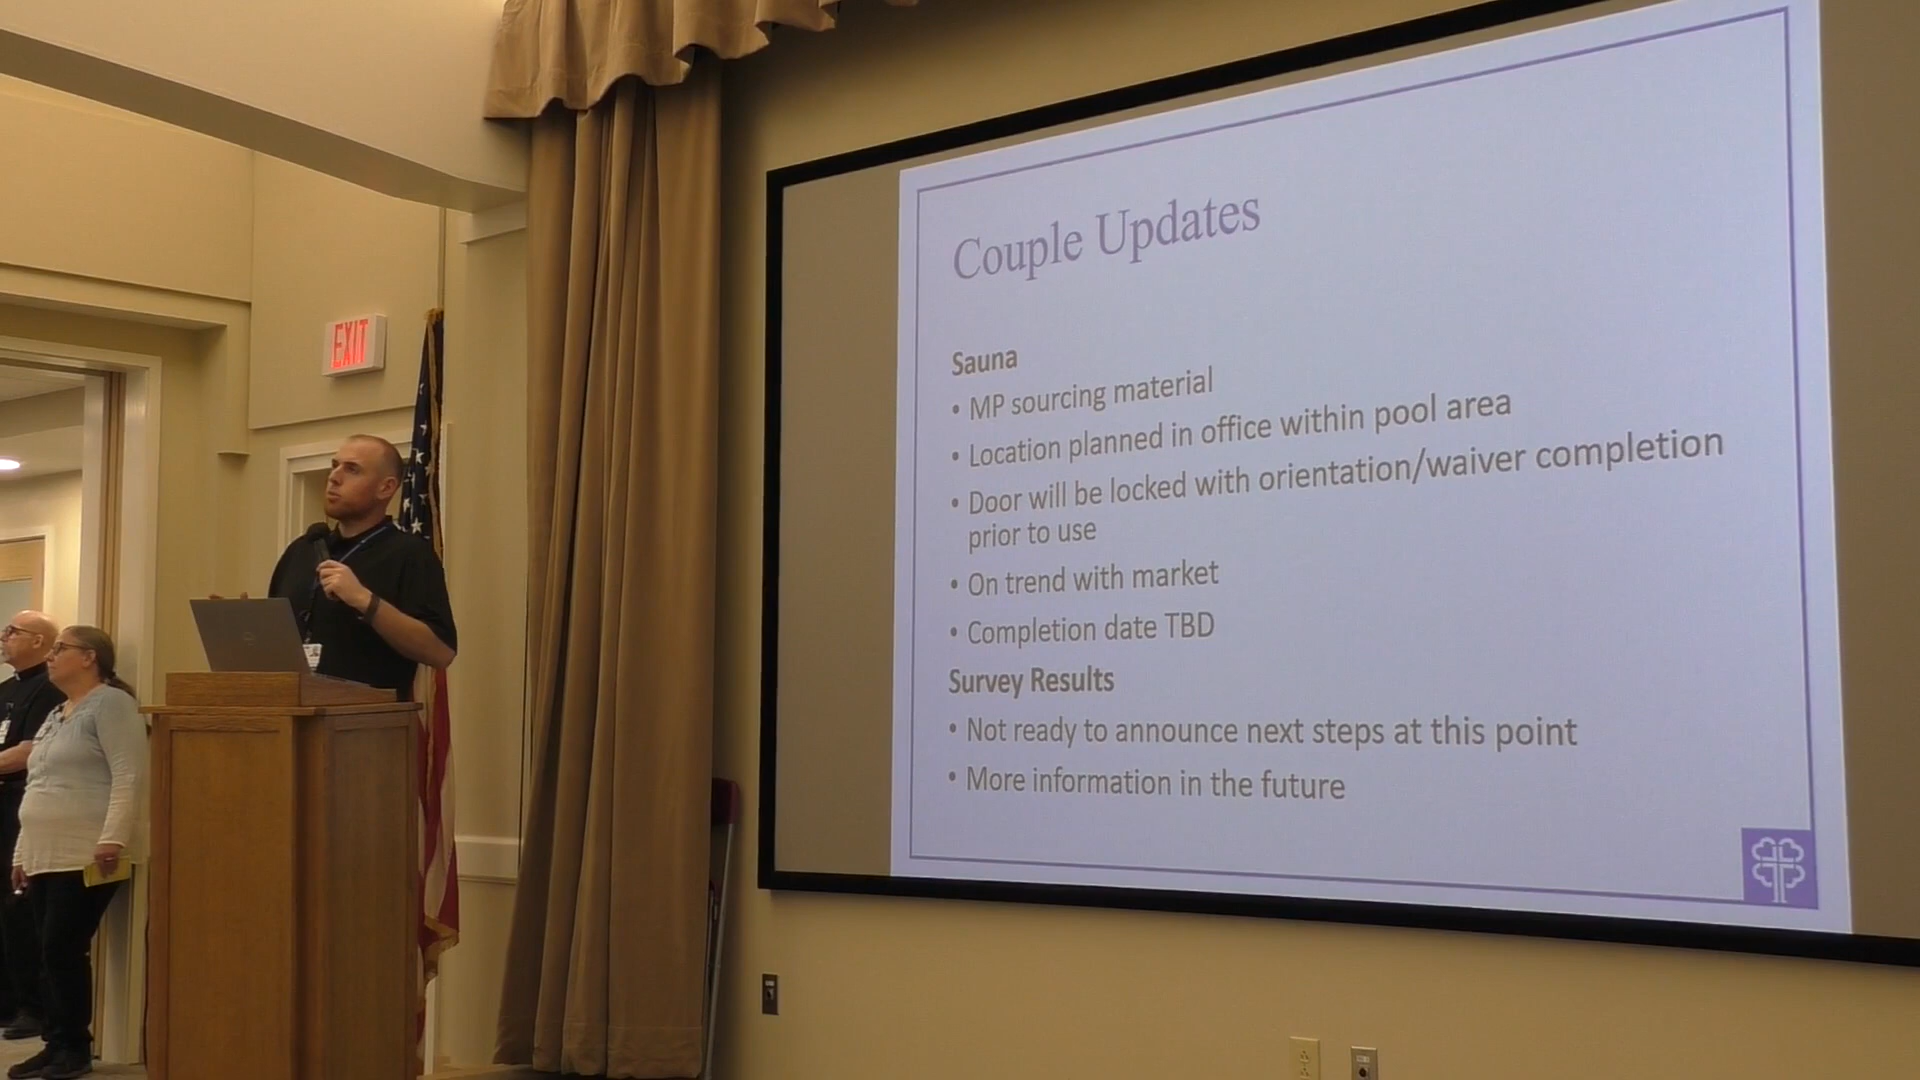 EXIT
Couple Updates
Sauna
• MP sourcing material
• Location planned in office within pool area
• Door will be locked with orientation/waiver completion
prior to use
• On trend with market
• Completion date TBD
Survey Results
• Not ready to announce next steps at this point
• More information in the future